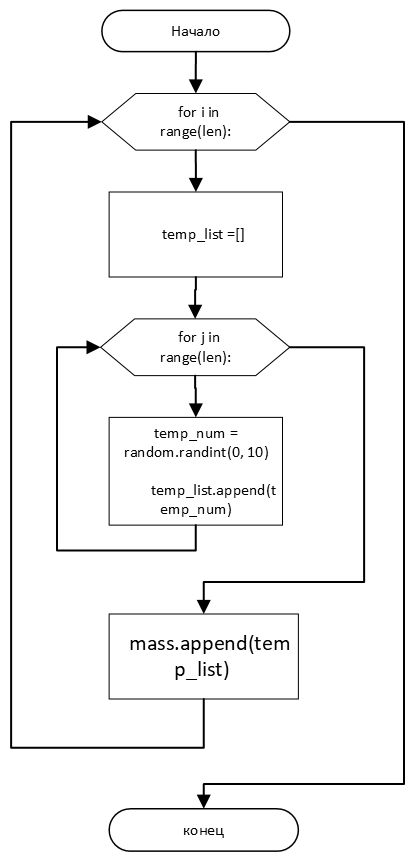 Начало
for i in
range(len):
temp_list =[]
for j in
range(len):
temp_num =
random.randint(0, 10)
temp_list.append(t
emp_num)
mass.append(tem
p_list)
конец